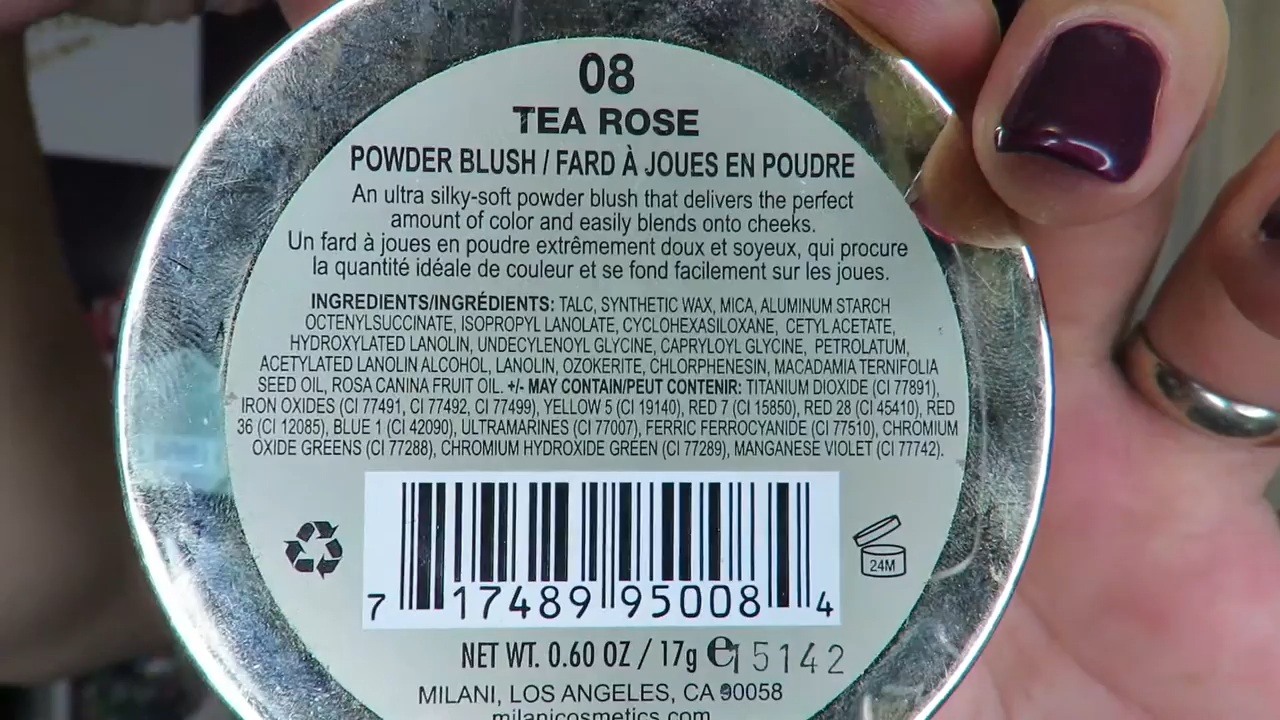 08
TEA ROSE
POWDER BLUSH / FARD À JOUES EN POUDRE
An ultra silky-soft powder blush that delivers the perfect
amount of color and easily blends onto cheeks.
Un fard à joues en poudre extrêmement doux et soyeux, qui procure
la quantité idéale de couleur et se fond facilement sur les joues.
INGREDIENTS/INGRÉDIENTS: TALC, SYNTHETIC WAX, MICA, ALUMINUM STARCH
OCTENYLSUCCINATE, ISOPROPYL LANOLATE, CYCLOHEXASILOXANE, CETYL ACETATE,
HYDROXYLATED LANOLIN, UNDECYLENOYL GLYCINE, CAPRYLOYL GLYCINE, PETROLATUM,
ACETYLATED LANOLIN ALCOHOL, LANOLIN, OZOKERITE, CHLORPHENESIN, MACADAMIA TERNIFOLIA
SEED OIL, ROSA CANINA FRUIT OIL. +/- MAY CONTAIN/PEUT CONTENIR: TITANIUM DIOXIDE (CI 77891),
IRON OXIDES (CI 77491, CI 77492, CI 77499), YELLOW 5 (CI 19140), RED 7 (CI 15850), RED 28 (CI 45410), RED
36 (CI 12085), BLUE 1 (CI 42090), ULTRAMARINES (CI 77007), FERRIC FERROCYANIDE (CI 77510), CHROMIUM
OXIDE GREENS (CI 77288), CHROMIUM HYDROXIDE GREEN (CI 77289), MANGANESE VIOLET (CI 77742).
24M
7 17489 95008 4
NET WT. 0.60 OZ / 17g e 15142
MILANI, LOS ANGELES, CA 90058
milanicosmetics.com